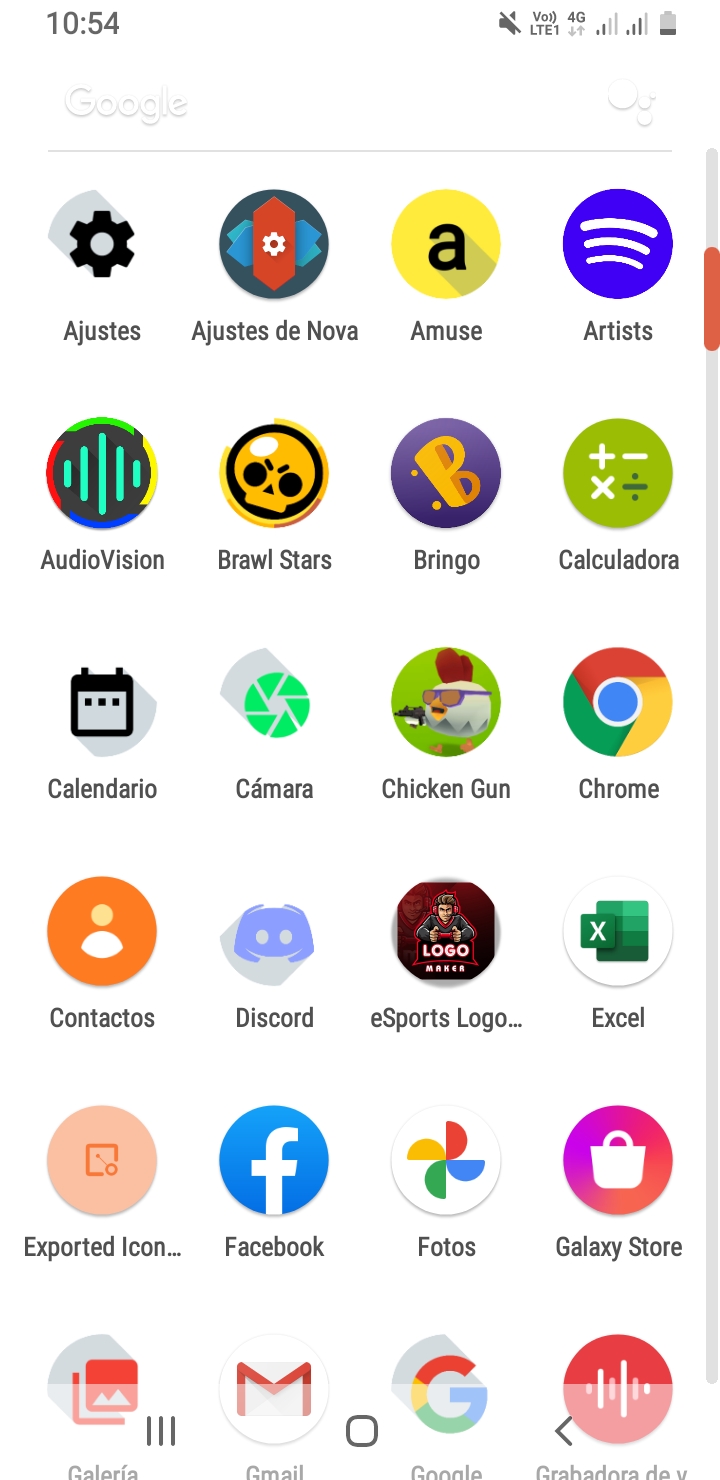 10:54 Vo)) LTE1 4G
Google
Ajustes Ajustes de Nova Amuse Artists
AudioVision Brawl Stars Bringo Calculadora
Calendario Cámara Chicken Gun Chrome
LOGO
MAKER
Contactos Discord eSports Logo... Excel
Exported Icon... Facebook Fotos Galaxy Store
Galería Gmail Google Grabadora de v